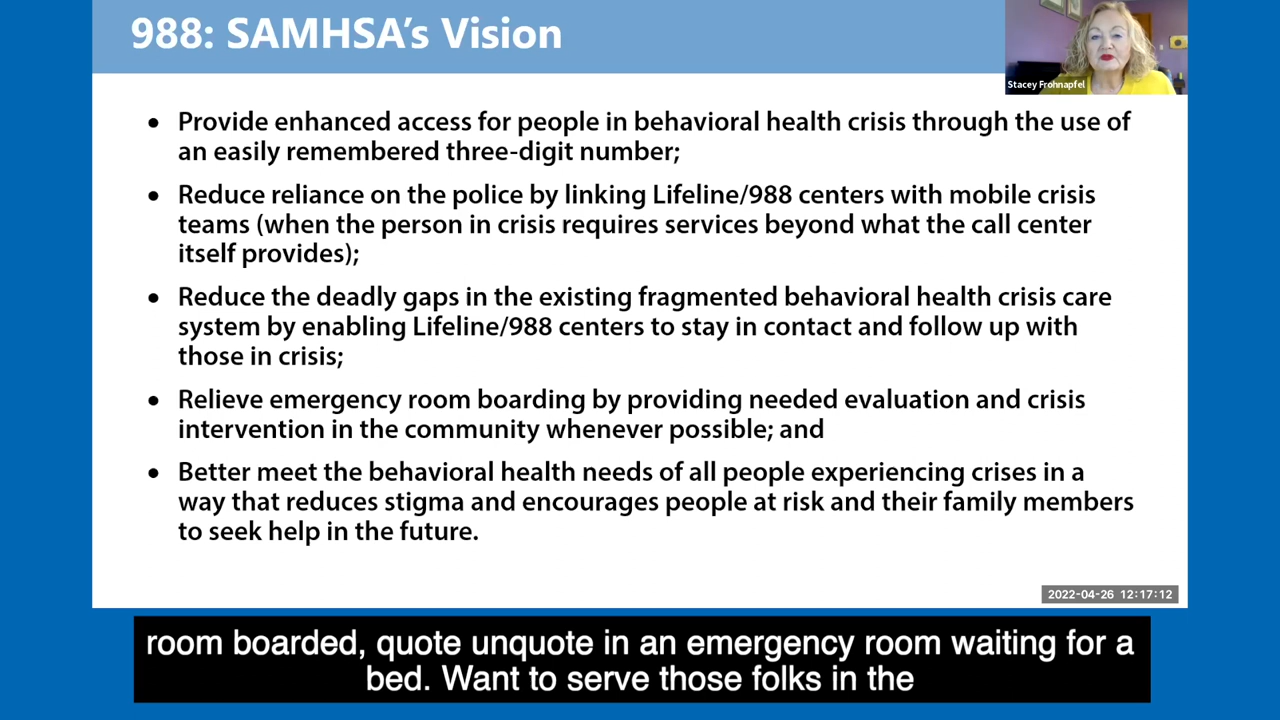 988: SAMHSA's Vision
Stacey Frohnapfel
• Provide enhanced access for people in behavioral health crisis through the use of
an easily remembered three-digit number;
• Reduce reliance on the police by linking Lifeline/988 centers with mobile crisis
teams (when the person in crisis requires services beyond what the call center
itself provides);
• Reduce the deadly gaps in the existing fragmented behavioral health crisis care
system by enabling Lifeline/988 centers to stay in contact and follow up with
those in crisis;
• Relieve emergency room boarding by providing needed evaluation and crisis
intervention in the community whenever possible; and
• Better meet the behavioral health needs of all people experiencing crises in a
way that reduces stigma and encourages people at risk and their family members
to seek help in the future.
2022-04-26 12:17:12
room boarded, quote unquote in an emergency room waiting for a
bed. Want to serve those folks in the